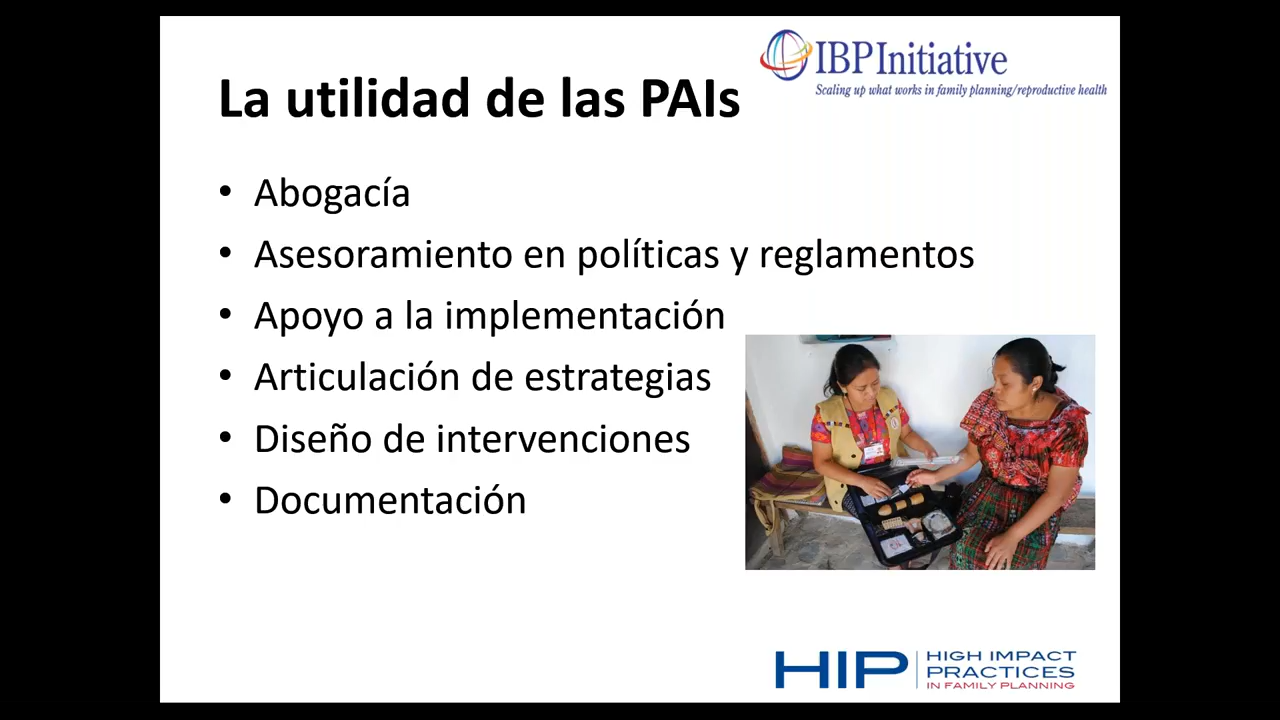 IBPInitiative
Scaling up what works in family planning/reproductive health
La utilidad de las PAIs
• Abogacía
• Asesoramiento en políticas y reglamentos
• Apoyo a la implementación
• Articulación de estrategias
• Diseño de intervenciones
• Documentación
HIP
HIGH IMPACT
PRACTICES
IN FAMILY PLANNING